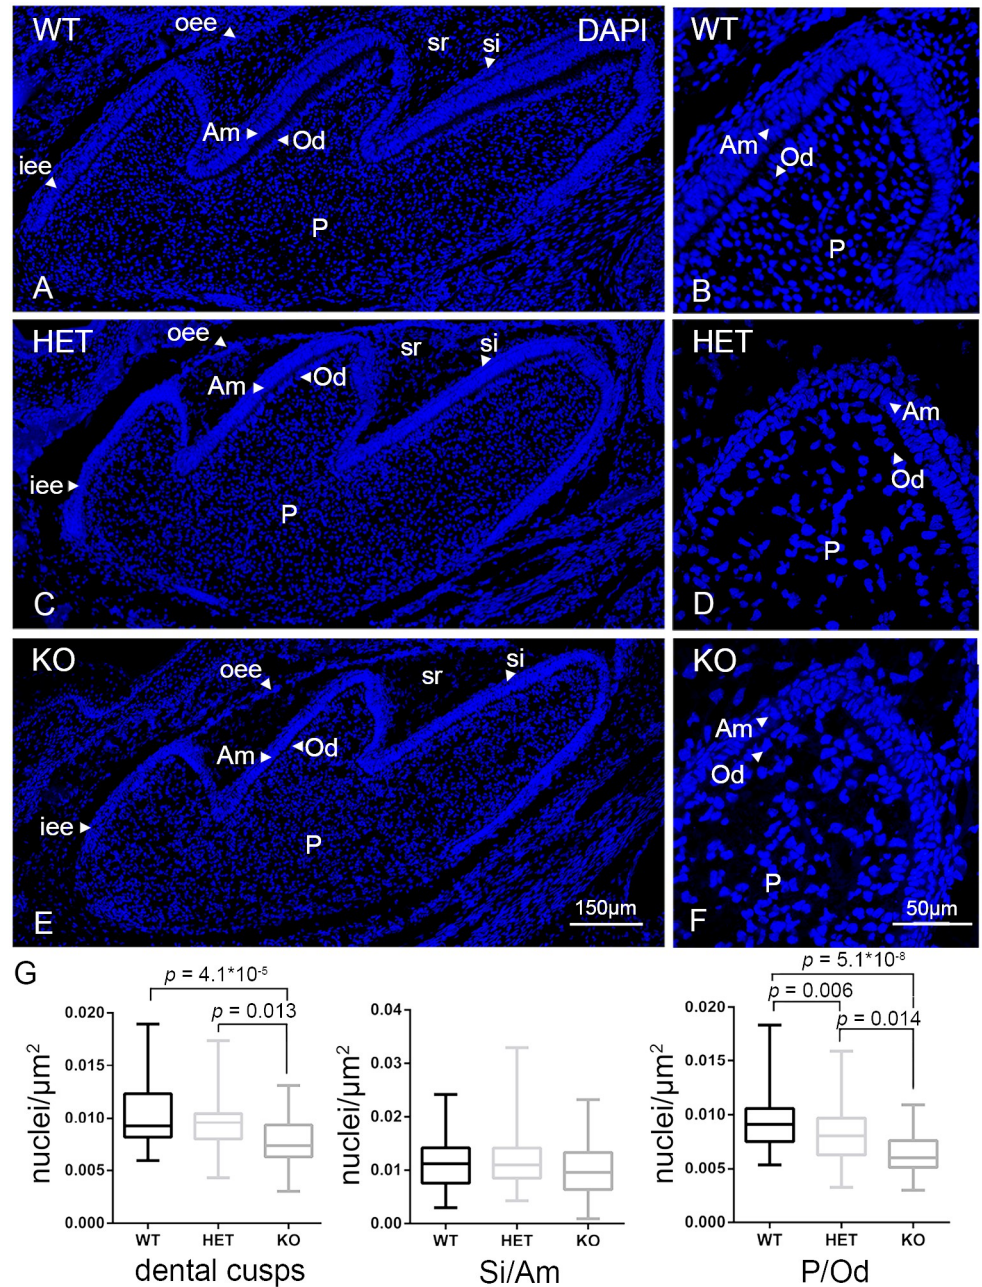 WT
oee
sr
si
DAPI
Am
Od
iee
P
A
WT
Am
Od
P
B
HET
oee
sr
si
Am
Od
iee
P
C
HET
Am
Od
P
D
KO
oee
sr
si
Am
Od
iee
P
150µm
E
KO
Am
Od
P
50µm
F
G
p = 4.1*10-5
p = 0.013
nuclei/µm2
0.020
0.015
0.010
0.005
0.000
WT HET KO
dental cusps
nuclei/µm2
0.04
0.03
0.02
0.01
0.00
WT HET KO
Si/Am
p = 5.1*10-8
p = 0.006
p = 0.014
nuclei/µm2
0.020
0.015
0.010
0.005
0.000
WT HET KO
P/Od